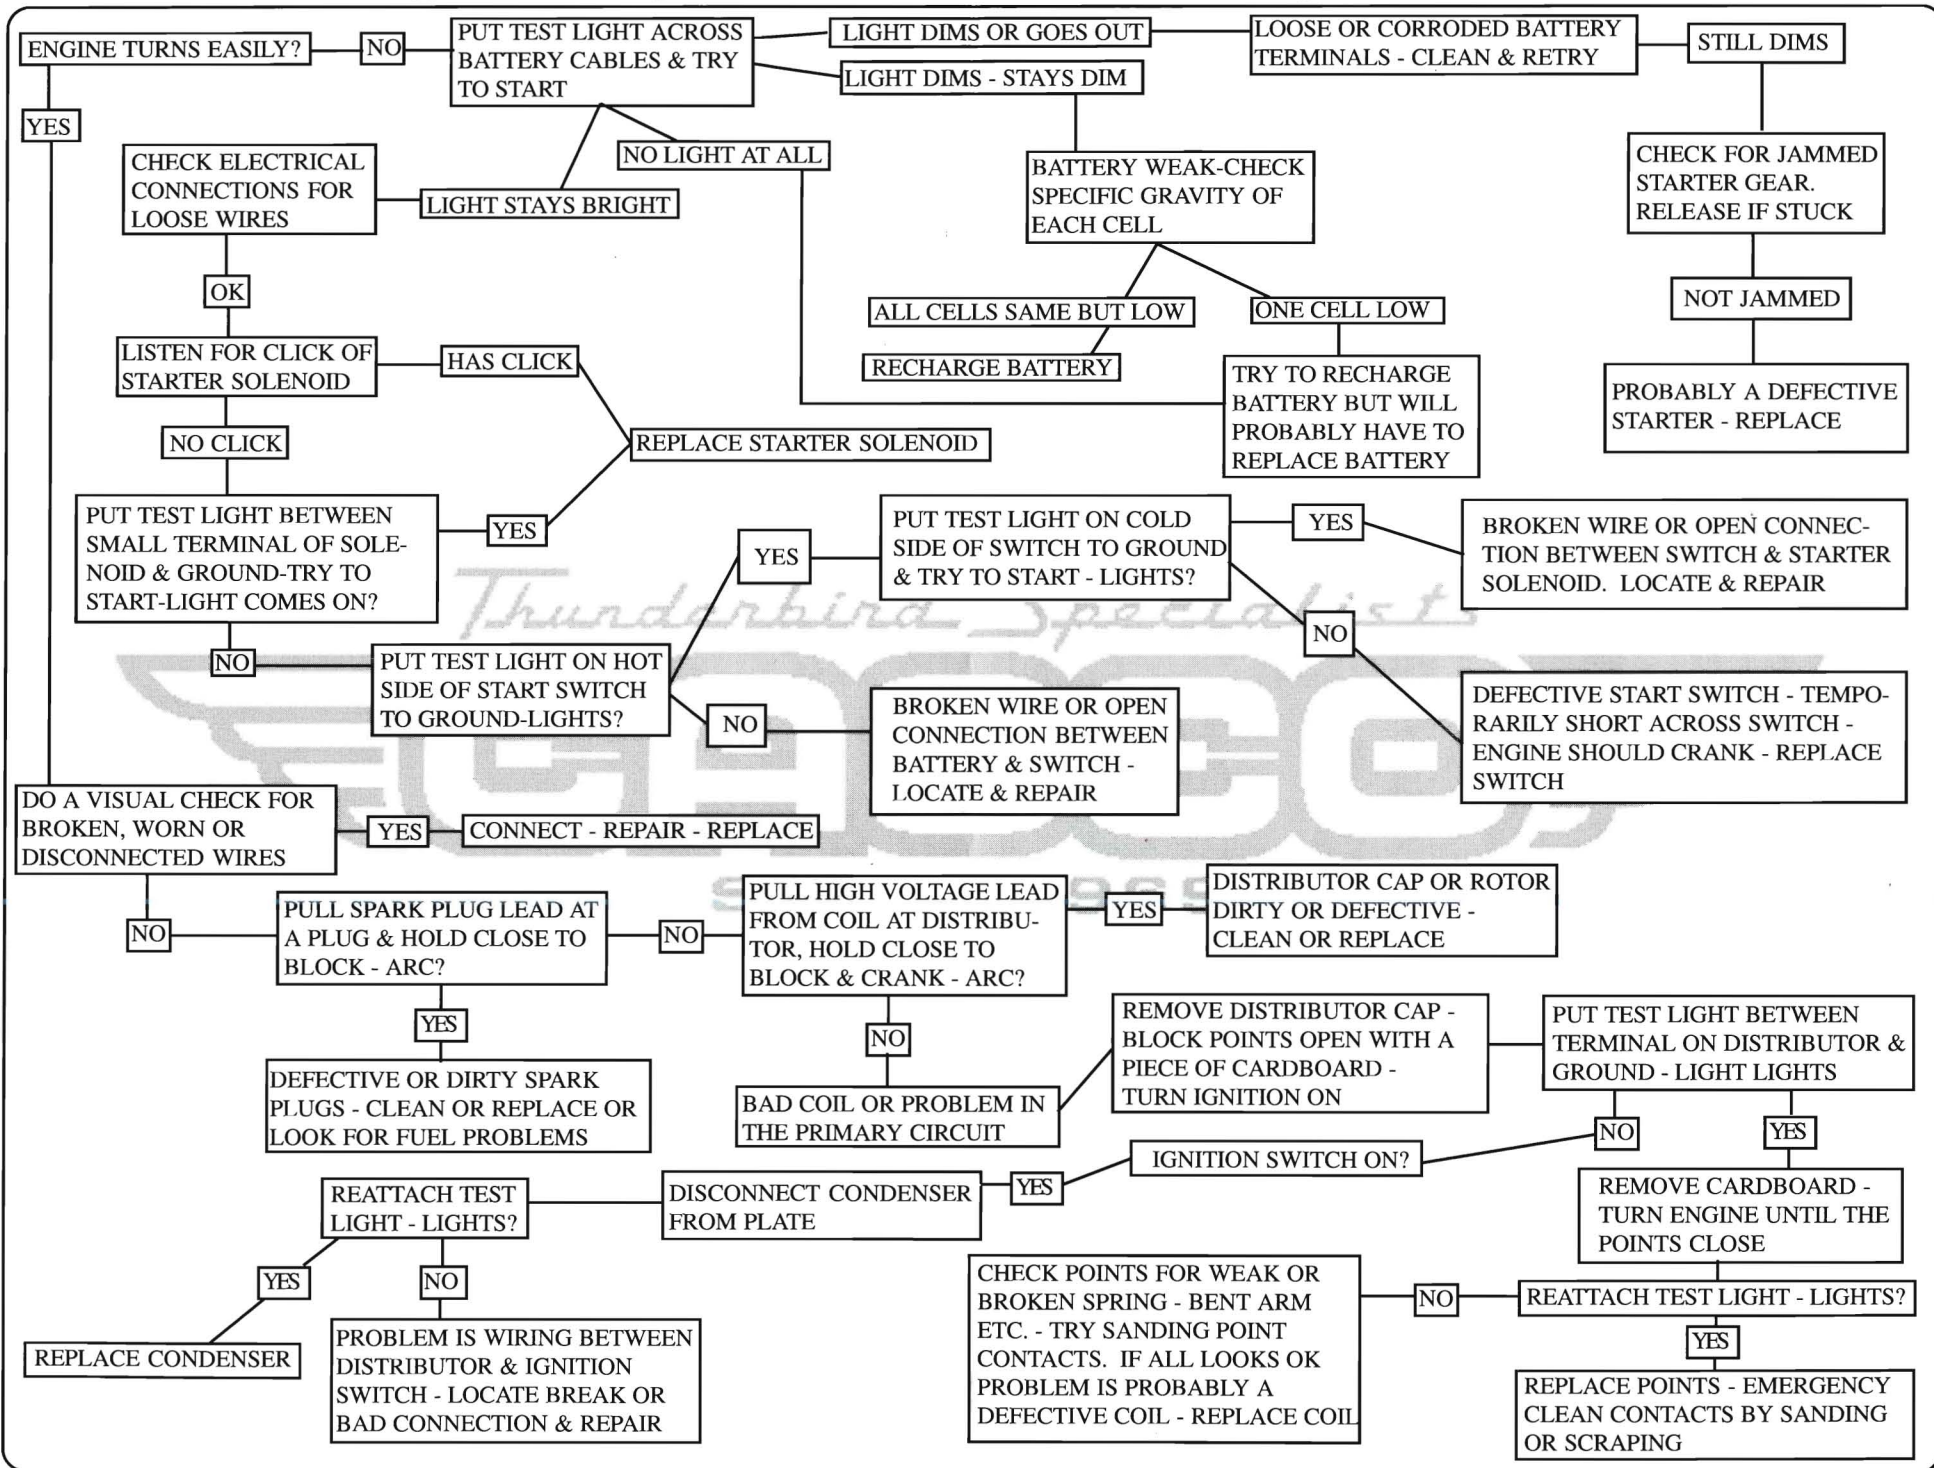 ENGINE TURNS EASILY?
NO
PUT TEST LIGHT ACROSS
BATTERY CABLES & TRY
TO START
LIGHT DIMS OR GOES OUT
LOOSE OR CORRODED BATTERY
TERMINALS - CLEAN & RETRY
STILL DIMS
LIGHT DIMS - STAYS DIM
YES
CHECK ELECTRICAL
CONNECTIONS FOR
LOOSE WIRES
NO LIGHT AT ALL
LIGHT STAYS BRIGHT
BATTERY WEAK-CHECK
SPECIFIC GRAVITY OF
EACH CELL
CHECK FOR JAMMED
STARTER GEAR.
RELEASE IF STUCK
OK
ALL CELLS SAME BUT LOW
ONE CELL LOW
NOT JAMMED
LISTEN FOR CLICK OF
STARTER SOLENOID
HAS CLICK
RECHARGE BATTERY
TRY TO RECHARGE
BATTERY BUT WILL
PROBABLY HAVE TO
REPLACE BATTERY
PROBABLY A DEFECTIVE
STARTER - REPLACE
NO CLICK
REPLACE STARTER SOLENOID
PUT TEST LIGHT BETWEEN
SMALL TERMINAL OF SOLE-
NOID & GROUND-TRY TO
START-LIGHT COMES ON?
YES
YES
PUT TEST LIGHT ON COLD
SIDE OF SWITCH TO GROUND
& TRY TO START - LIGHTS?
YES
BROKEN WIRE OR OPEN CONNEC-
TION BETWEEN SWITCH & STARTER
SOLENOID.  LOCATE & REPAIR
Thunderbird Specialists
NO
NO
PUT TEST LIGHT ON HOT
SIDE OF START SWITCH
TO GROUND-LIGHTS?
NO
BROKEN WIRE OR OPEN
CONNECTION BETWEEN
BATTERY & SWITCH -
LOCATE & REPAIR
DEFECTIVE START SWITCH - TEMPO-
RARILY SHORT ACROSS SWITCH -
ENGINE SHOULD CRANK - REPLACE
SWITCH
DO A VISUAL CHECK FOR
BROKEN, WORN OR
DISCONNECTED WIRES
YES
CONNECT - REPAIR - REPLACE
NO
PULL SPARK PLUG LEAD AT
A PLUG & HOLD CLOSE TO
BLOCK - ARC?
NO
PULL HIGH VOLTAGE LEAD
FROM COIL AT DISTRIBU-
TOR, HOLD CLOSE TO
BLOCK & CRANK - ARC?
YES
DISTRIBUTOR CAP OR ROTOR
DIRTY OR DEFECTIVE -
CLEAN OR REPLACE
YES
DEFECTIVE OR DIRTY SPARK
PLUGS - CLEAN OR REPLACE OR
LOOK FOR FUEL PROBLEMS
NO
BAD COIL OR PROBLEM IN
THE PRIMARY CIRCUIT
REMOVE DISTRIBUTOR CAP -
BLOCK POINTS OPEN WITH A
PIECE OF CARDBOARD -
TURN IGNITION ON
PUT TEST LIGHT BETWEEN
TERMINAL ON DISTRIBUTOR &
GROUND - LIGHT LIGHTS
NO
YES
IGNITION SWITCH ON?
YES
DISCONNECT CONDENSER
FROM PLATE
REATTACH TEST
LIGHT - LIGHTS?
REMOVE CARDBOARD -
TURN ENGINE UNTIL THE
POINTS CLOSE
YES
NO
CHECK POINTS FOR WEAK OR
BROKEN SPRING - BENT ARM
ETC. - TRY SANDING POINT
CONTACTS.  IF ALL LOOKS OK
PROBLEM IS PROBABLY A
DEFECTIVE COIL - REPLACE COIL
NO
REATTACH TEST LIGHT - LIGHTS?
YES
REPLACE CONDENSER
PROBLEM IS WIRING BETWEEN
DISTRIBUTOR & IGNITION
SWITCH - LOCATE BREAK OR
BAD CONNECTION & REPAIR
REPLACE POINTS - EMERGENCY
CLEAN CONTACTS BY SANDING
OR SCRAPING